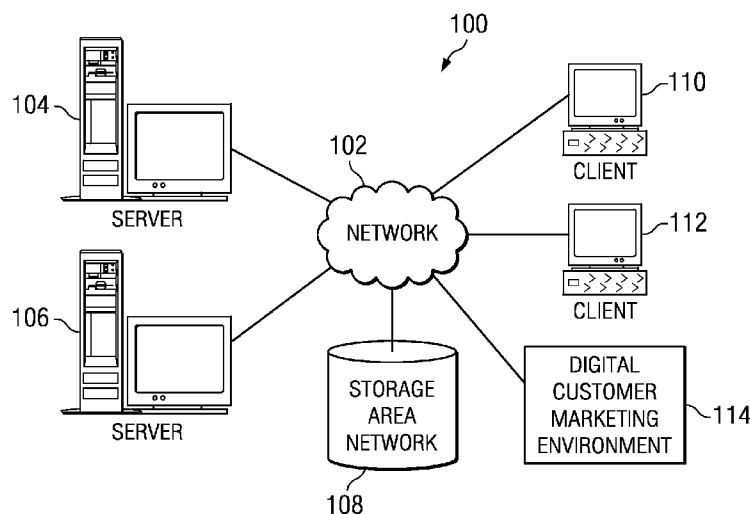 100
104
SERVER
102
NETWORK
110
CLIENT
112
CLIENT
106
SERVER
STORAGE
AREA
NETWORK
108
DIGITAL
CUSTOMER
MARKETING
ENVIRONMENT
114